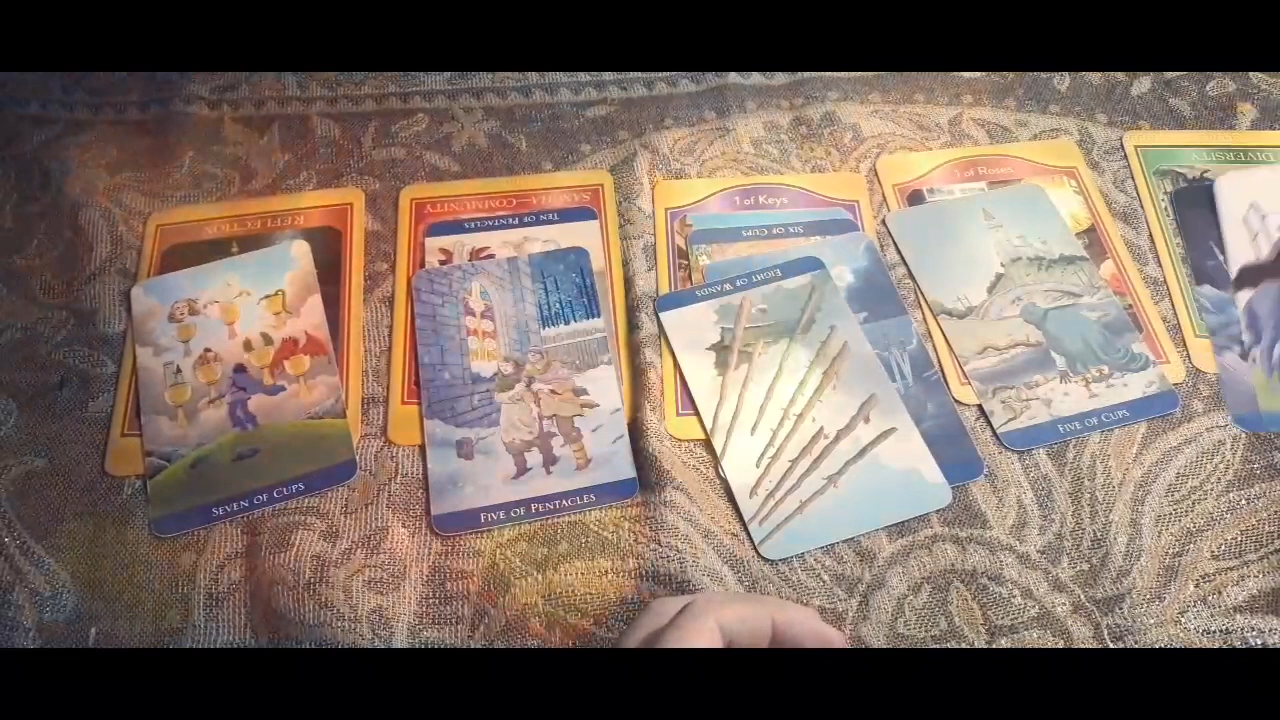 REFLECTION
SANGHA—COMMUNITY
TEN OF PENTACLES
1 of Keys
SIX OF CUPS
EIGHT OF WANDS
1 of Roses
DIVERSITY
SEVEN OF CUPS
FIVE OF PENTACLES
FIVE OF CUPS